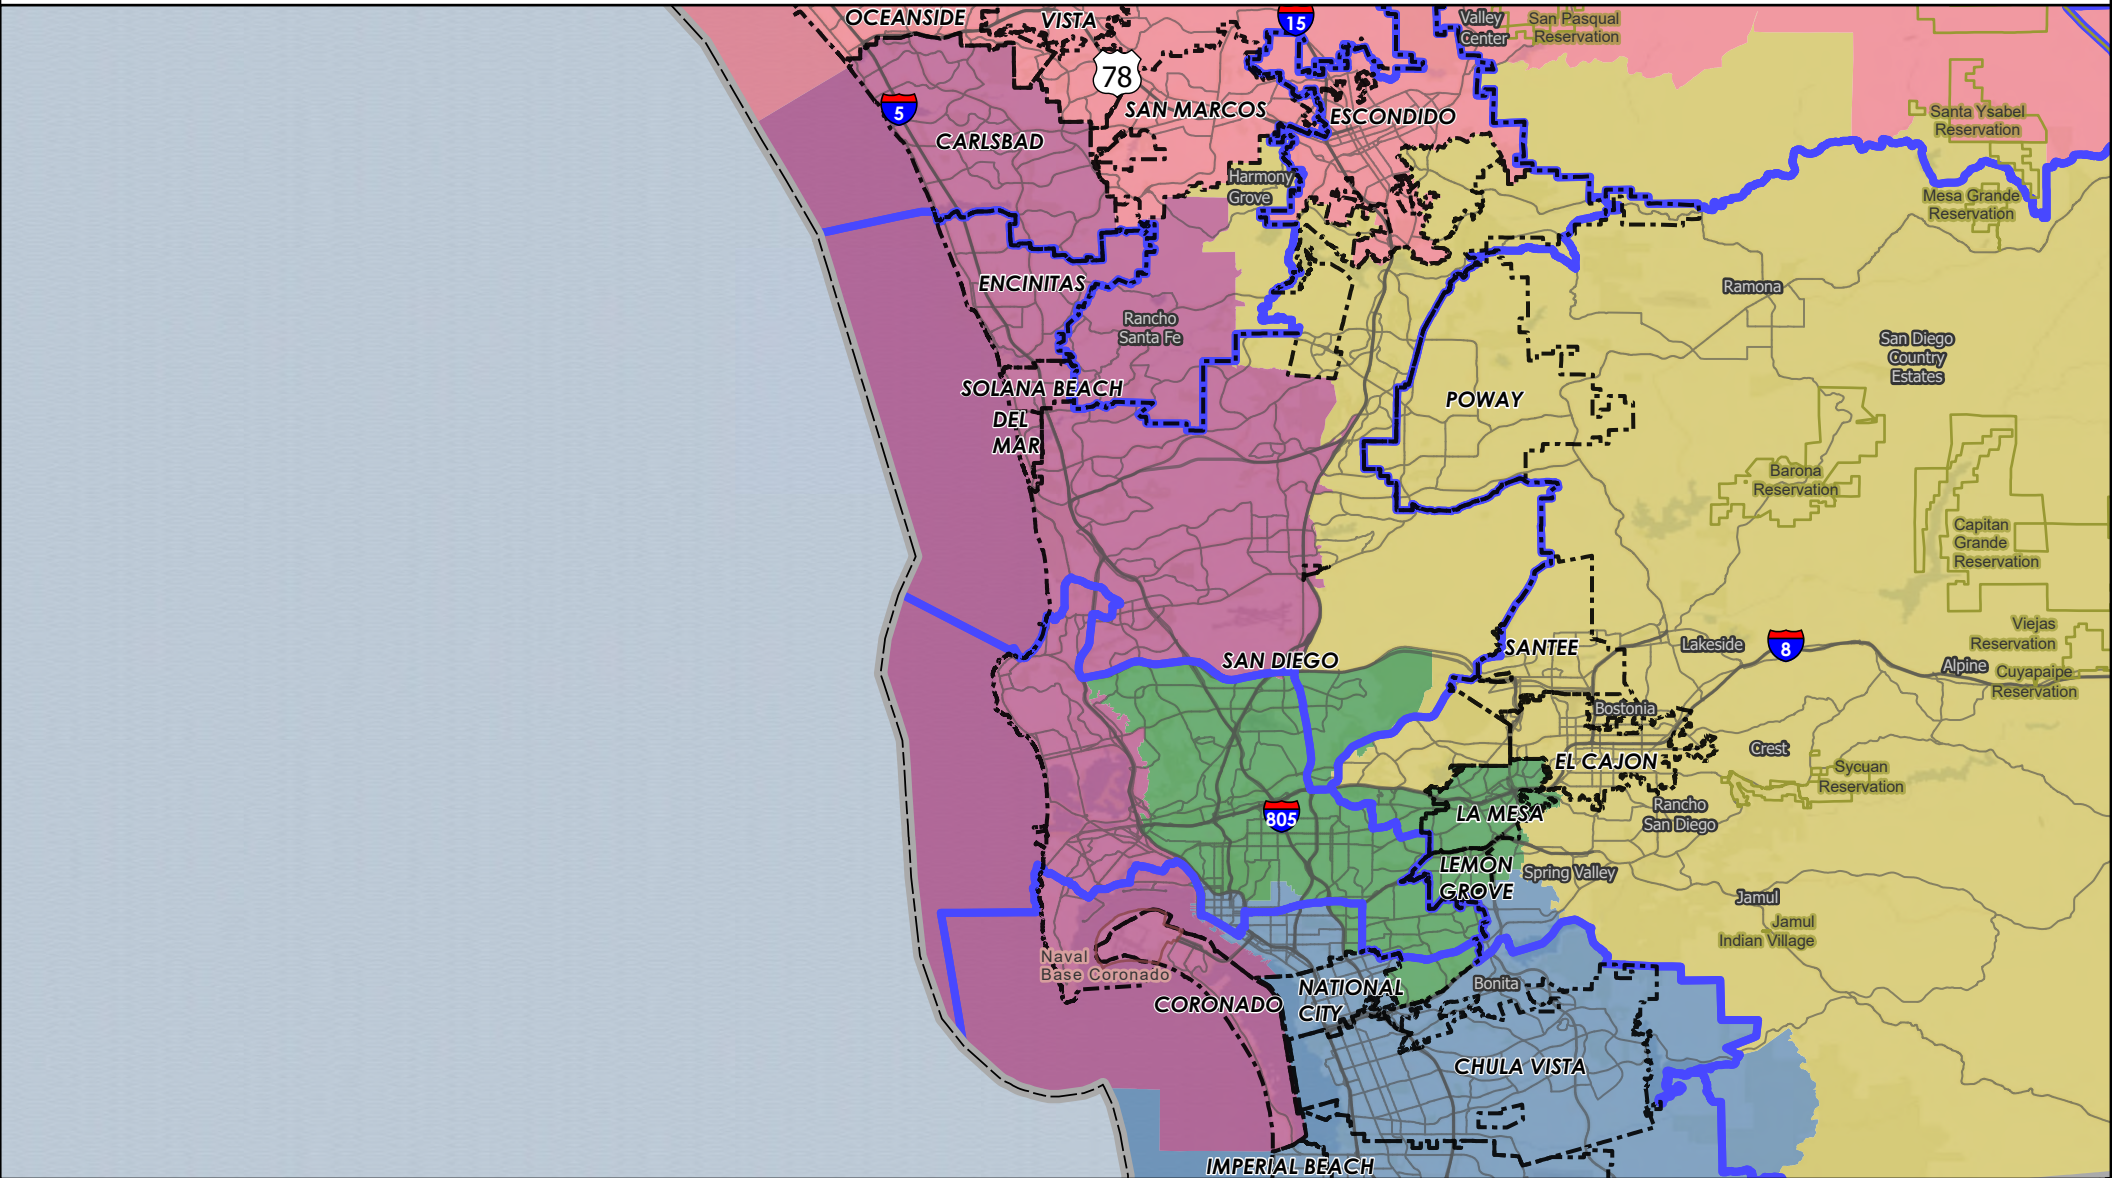 OCEANSIDE
VISTA
15
Valley
Center
San Pasqual
Reservation
78
5
SAN MARCOS
ESCONDIDO
Santa Ysabel
Reservation
CARLSBAD
Harmony
Grove
Mesa Grande
Reservation
ENCINITAS
Ramona
Rancho
Santa Fe
San Diego
Country
Estates
SOLANA BEACH
POWAY
DEL
MAR
Barona
Reservation
Capitan
Grande
Reservation
Viejas
Reservation
SANTEE
Lakeside
8
SAN DIEGO
Alpine
Cuyapaipe
Reservation
Bostonia
Crest
EL CAJON
Sycuan
Reservation
805
LA MESA
Rancho
San Diego
LEMON
GROVE
Spring Valley
Jamul
Jamul
Indian Village
Naval
Base Coronado
NATIONAL
CITY
Bonita
CORONADO
CHULA VISTA
IMPERIAL BEACH